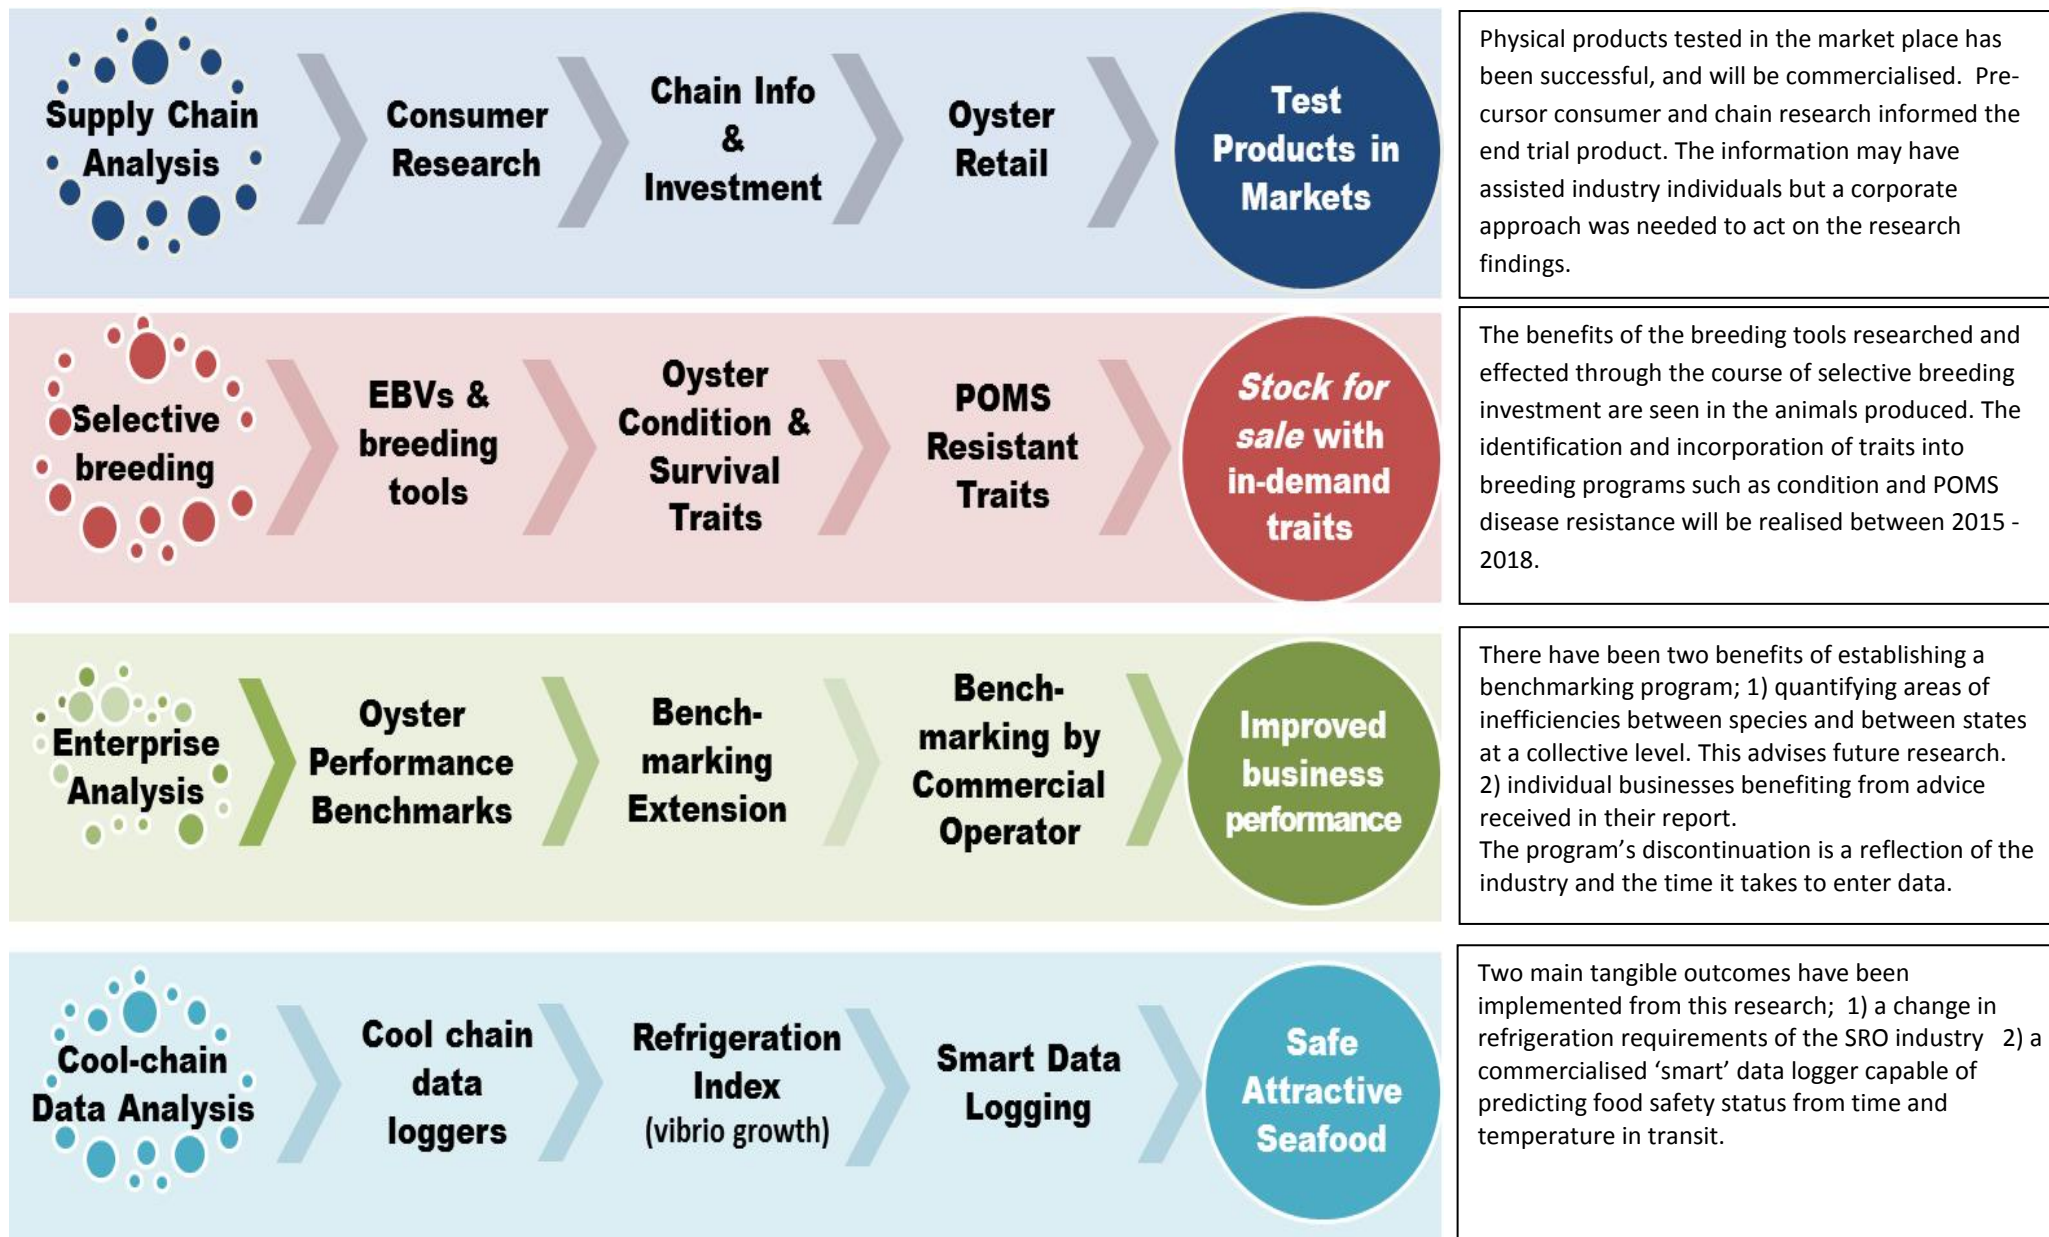 Supply Chain
Analysis
Consumer
Research
Chain Info
&
Investment
Oyster
Retail
Test
Products in
Markets
Physical products tested in the market place has
been successful, and will be commercialised.  Pre-
cursor consumer and chain research informed the
end trial product. The information may have
assisted industry individuals but a corporate
approach was needed to act on the research
findings.
Selective
breeding
EBVs &
breeding
tools
Oyster
Condition &
Survival
Traits
POMS
Resistant
Traits
Stock for
sale with
in-demand
traits
The benefits of the breeding tools researched and
effected through the course of selective breeding
investment are seen in the animals produced. The
identification and incorporation of traits into
breeding programs such as condition and POMS
disease resistance will be realised between 2015 -
2018.
Enterprise
Analysis
Oyster
Performance
Benchmarks
Bench-
marking
Extension
Bench-
marking by
Commercial
Operator
Improved
business
performance
There have been two benefits of establishing a
benchmarking program; 1) quantifying areas of
inefficiencies between species and between states
at a collective level. This advises future research.
2) individual businesses benefiting from advice
received in their report.
The program's discontinuation is a reflection of the
industry and the time it takes to enter data.
Cool-chain
Data Analysis
Cool chain
data
loggers
Refrigeration
Index
(vibrio growth)
Smart Data
Logging
Safe
Attractive
Seafood
Two main tangible outcomes have been
implemented from this research;  1) a change in
refrigeration requirements of the SRO industry   2) a
commercialised 'smart' data logger capable of
predicting food safety status from time and
temperature in transit.